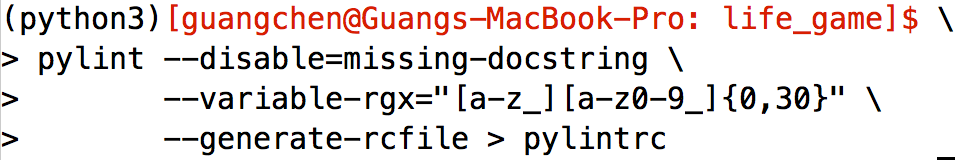 (python3)[guangchen@Guangs-MacBook-Pro: life_game]$ \
> pylint --disable=missing-docstring \
>        --variable-rgx="[a-z_][a-z0-9_]{0,30}" \
>        --generate-rcfile > pylintrc